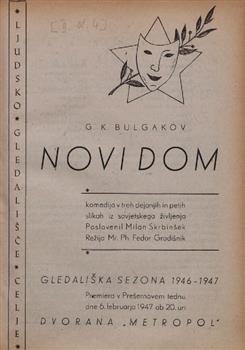 LJUDSKO GLEDALIŠČE CELJE
G. K. BULGAKOV
NOVI DOM
komedija v treh dejanjih in petih
slikah iz sovjetskega življenja
Poslovenil Milan Skrbinšek
Režija Mr. Ph. Fedor Gradišnik
GLEDALIŠKA SEZONA 1946-1947
Premiera v Prešernovem tednu
dne 6. februarja 1947 ob 20. uri
DVORANA „METROPOL"